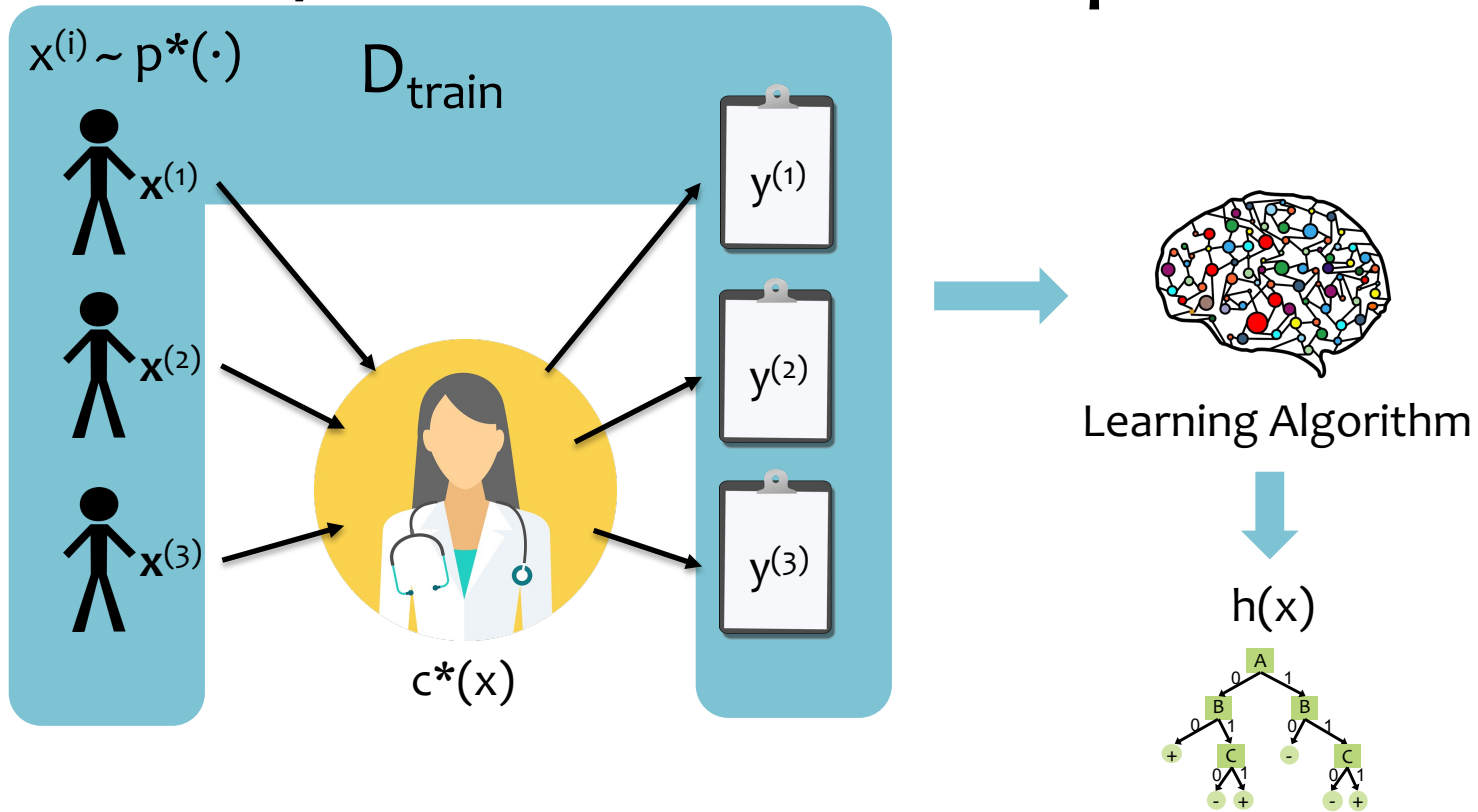 x⁽ⁱ⁾ ~ p*(·)
D_train
x⁽¹⁾
y⁽¹⁾
x⁽²⁾
y⁽²⁾
x⁽³⁾
y⁽³⁾
c*(x)
Learning Algorithm
h(x)
A
0 1
B B
0 1 0 1
+ C - C
0 1 0 1
- + - +